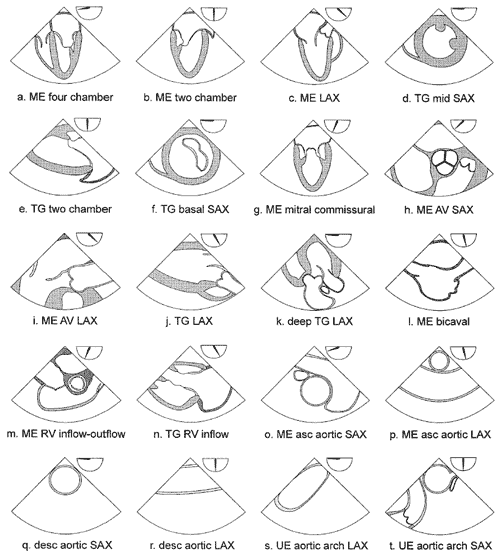 a. ME four chamber
b. ME two chamber
c. ME LAX
d. TG mid SAX
e. TG two chamber
f. TG basal SAX
g. ME mitral commissural
h. ME AV SAX
i. ME AV LAX
j. TG LAX
k. deep TG LAX
l. ME bicaval
m. ME RV inflow-outflow
n. TG RV inflow
o. ME asc aortic SAX
p. ME asc aortic LAX
q. desc aortic SAX
r. desc aortic LAX
s. UE aortic arch LAX
t. UE aortic arch SAX